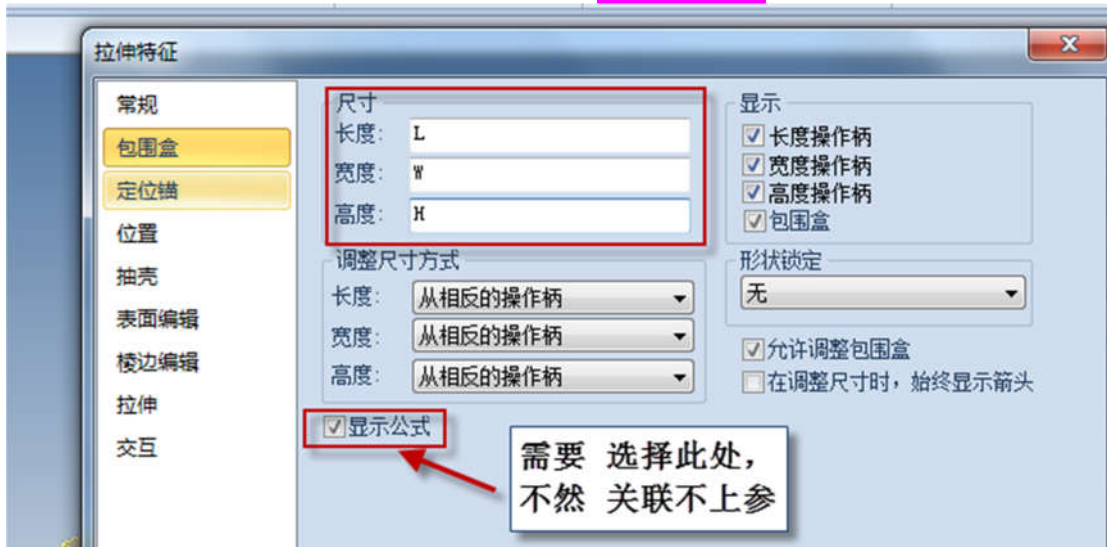 拉伸特征
常规
包围盒
定位锚
位置
抽壳
表面编辑
棱边编辑
拉伸
交互
尺寸
长度: L
宽度: W
高度: H
调整尺寸方式
长度: 从相反的操作柄
宽度: 从相反的操作柄
高度: 从相反的操作柄
显示公式
显示
长度操作柄
宽度操作柄
高度操作柄
包围盒
形状锁定
无
允许调整包围盒
在调整尺寸时，始终显示箭头
需要 选择此处，
不然 关联不上参